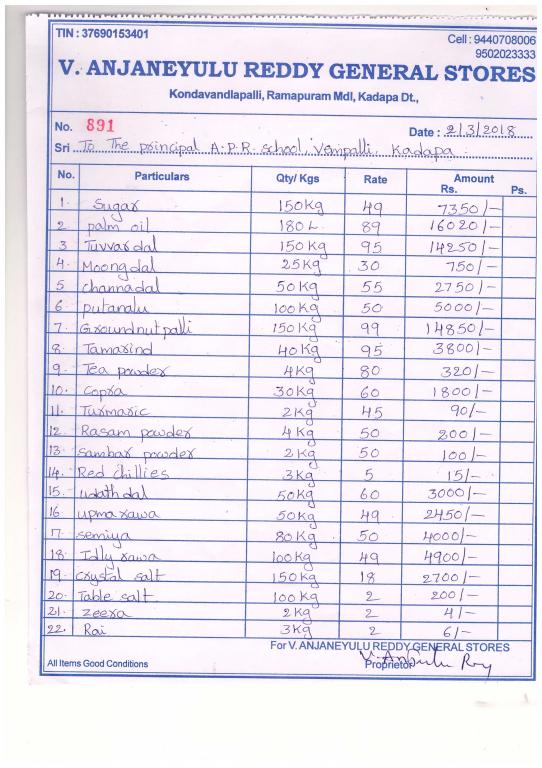 TIN : 37690153401
Cell : 9440708006
9502023333
V. ANJANEYULU REDDY GENERAL STORES
Kondavandlapalli, Ramapuram Mdl, Kadapa Dt.,
No. 891
Date : 2/3/2018
Sri To The principal A.P.R. school, Vempalli, Kadapa
No. Particulars Qty/ Kgs Rate Amount
Rs. Ps.
1. Sugar 150Kg 49 7350/-
2 palm oil 180L 89 16020/-
3 Tuvvar dal 150Kg 95 14250/-
4. Moongdal 25Kg 30 750/-
5 channadal 50Kg 55 2750/-
6. putanalu 100Kg 50 5000/-
7. Groundnut palli 150Kg 99 14850/-
8. Tamarind 40Kg 95 3800/-
9. Tea powder 4Kg 80 320/-
10. Copra 30Kg 60 1800/-
11. Turmaric 2Kg 45 90/-
12. Rasam powder 4Kg 50 200/-
13. sambar powder 2Kg 50 100/-
14. Red chillies 3Kg 5 15/-
15. udath dal 50Kg 60 3000/-
16 upma rawa 50Kg 49 2450/-
17. semiya 80Kg 50 4000/-
18. Idly rawa 100Kg 49 4900/-
19. crystal salt 150Kg 18 2700/-
20. Table salt 100Kg 2 200/-
21. zeera 2Kg 2 4/-
22. Rai 3Kg 2 6/-
For V. ANJANEYULU REDDY GENERAL STORES
All Items Good Conditions
Proprietor